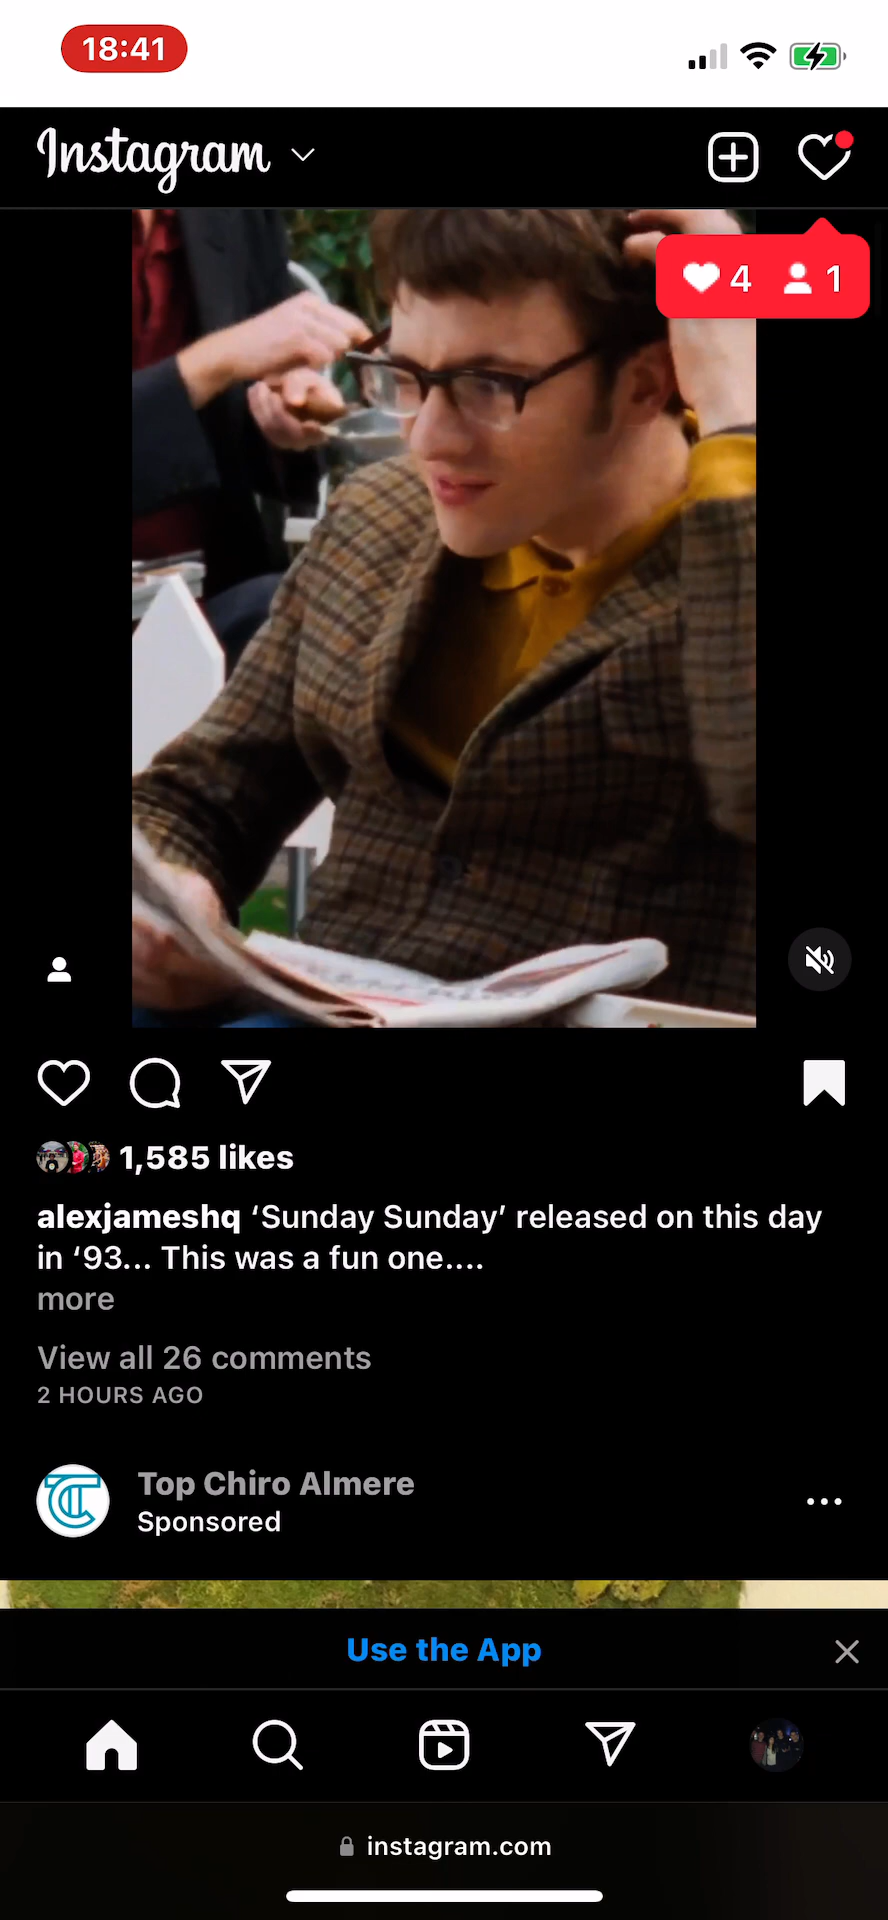 18:41
Instagram
4 1
1,585 likes
alexjameshq ‘Sunday Sunday’ released on this day
in ‘93... This was a fun one....
more
View all 26 comments
2 HOURS AGO
Top Chiro Almere
Sponsored
Use the App
instagram.com